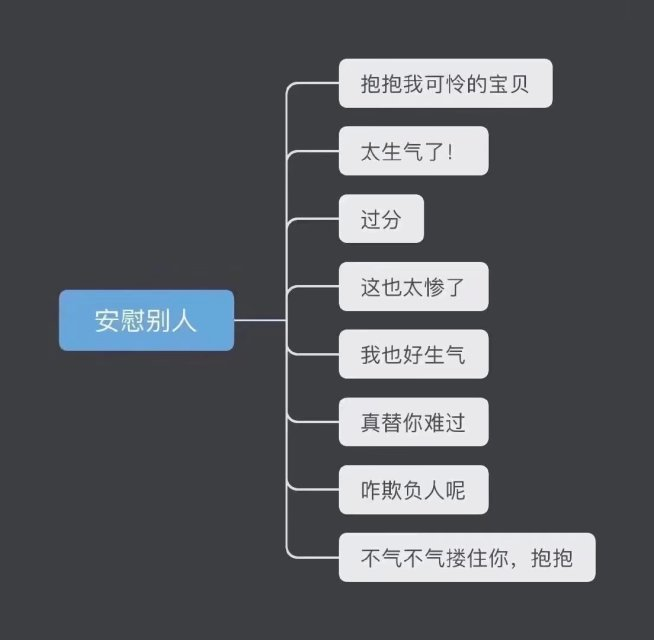 抱抱我可怜的宝贝
太生气了！
过分
这也太惨了
安慰别人
我也好生气
真替你难过
咋欺负人呢
不气不气搂住你，抱抱